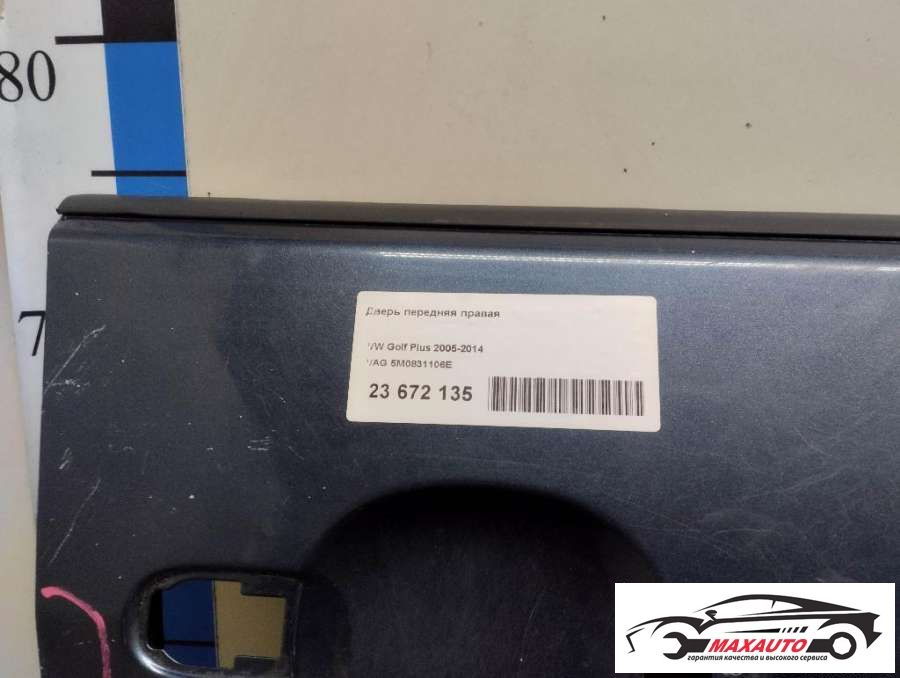 80
7
Дверь передняя правая
VW Golf Plus 2005-2014
VAG 5M0831106E
23 672 135
MAXAUTO
гарантия качества и высокого сервиса